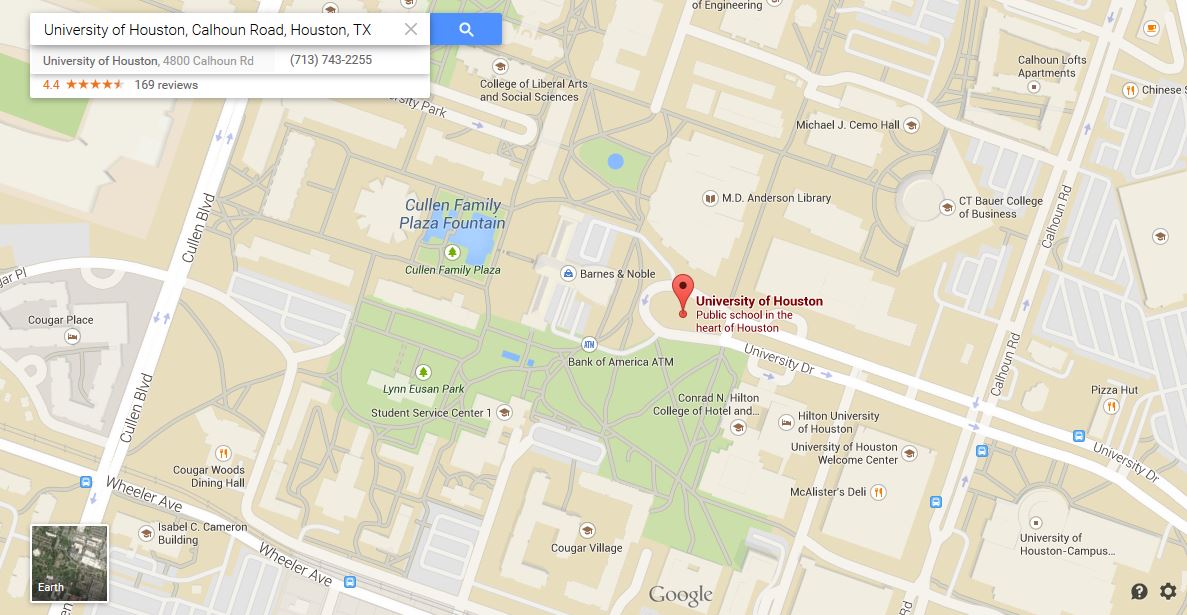 University of Houston, Calhoun Road, Houston, TX
University of Houston, 4800 Calhoun Rd
(713) 743-2255
4.4
169 reviews
of Engineering
Calhoun Lofts
Apartments
Chinese
College of Liberal Arts
and Social Sciences
Michael J. Cemo Hall
M.D. Anderson Library
CT Bauer College
of Business
Calhoun Rd
Cullen Family
Plaza Fountain
Cullen Blvd
Cullen Family Plaza
Barnes & Noble
University of Houston
Public school in the
heart of Houston
Cougar Place
Bank of America ATM
ATM
University Dr
Calhoun Rd
Lynn Eusan Park
Conrad N. Hilton
College of Hotel and...
Pizza Hut
Student Service Center 1
Hilton University
of Houston
Cullen Blvd
University of Houston
Welcome Center
University Dr
Cougar Woods
Dining Hall
McAlister's Deli
Wheeler Ave
Isabel C. Cameron
Building
Cougar Village
University of
Houston-Campus...
Wheeler Ave
Earth
Google
Rd